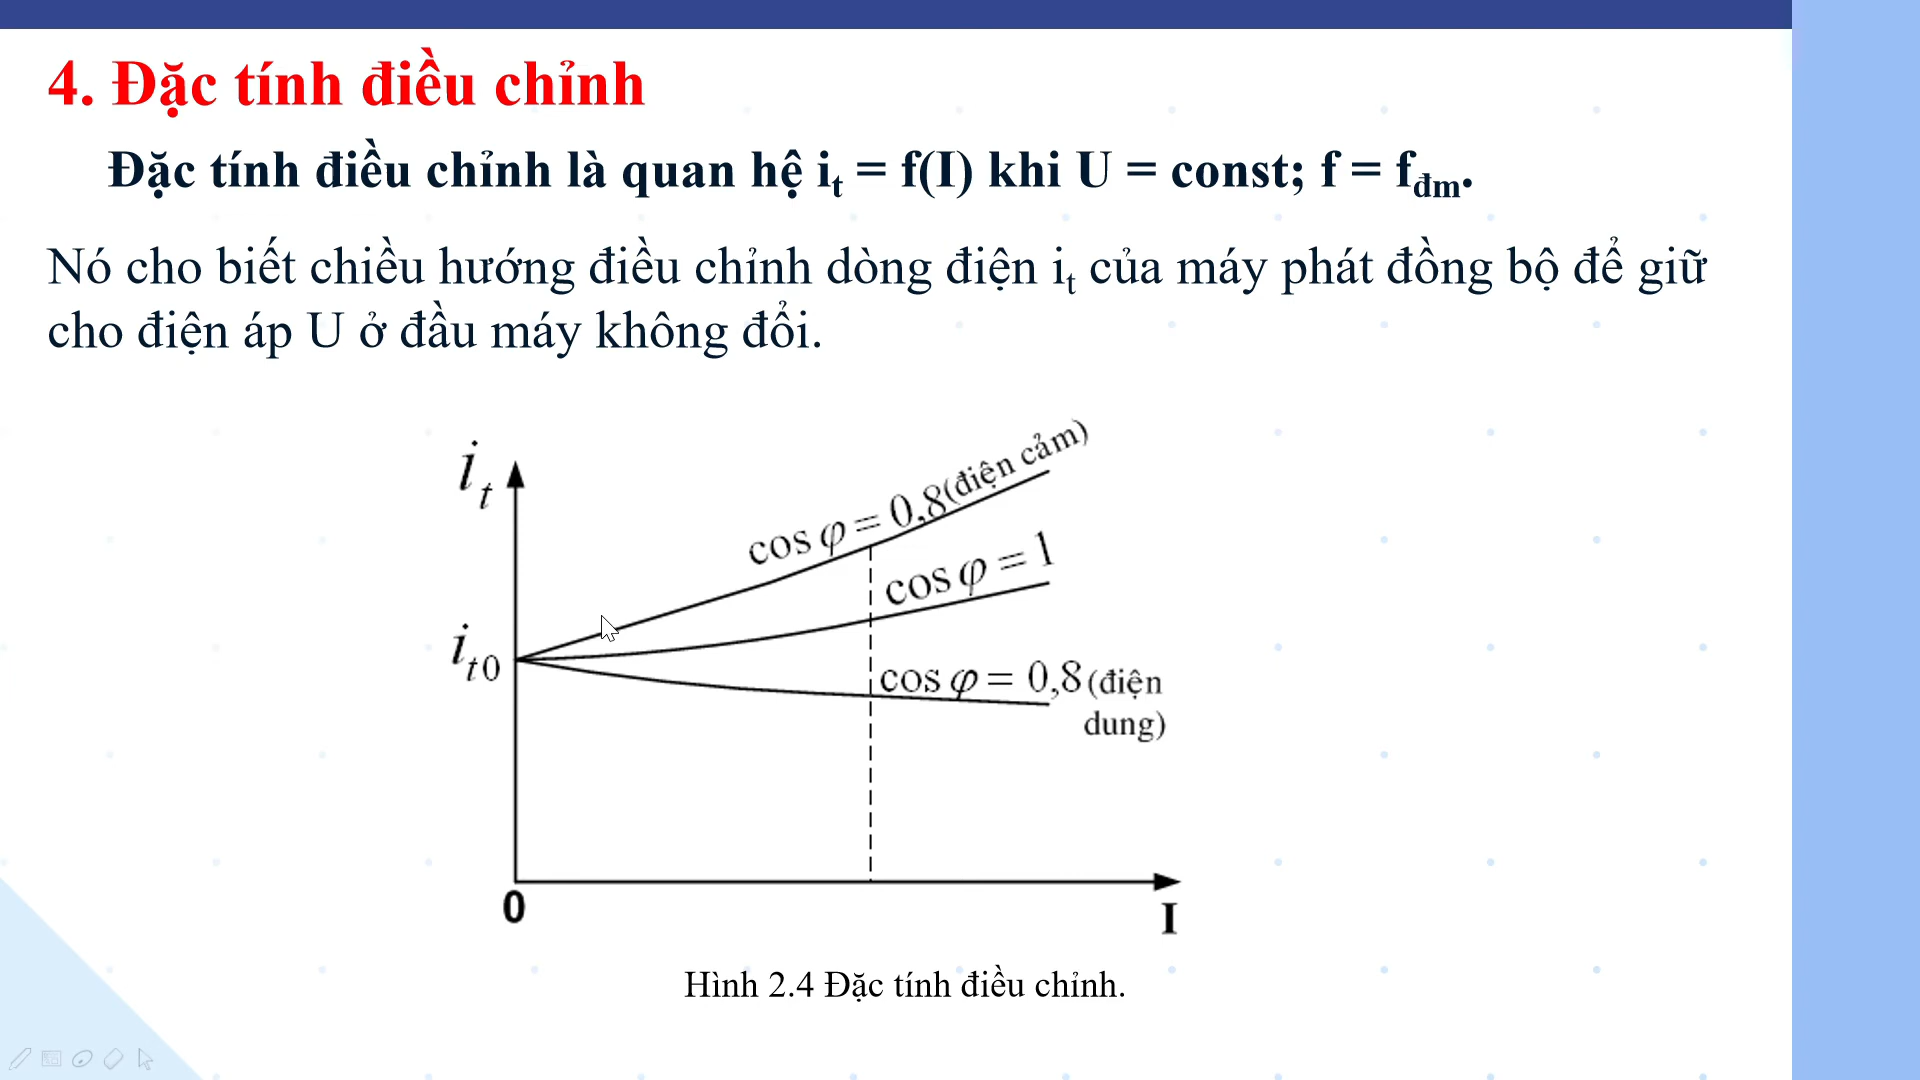 4. Đặc tính điều chỉnh
Đặc tính điều chỉnh là quan hệ it = f(I) khi U = const; f = fđm.
Nó cho biết chiều hướng điều chỉnh dòng điện it của máy phát đồng bộ để giữ
cho điện áp U ở đầu máy không đổi.
it
cos φ = 0,8 (điện cảm)
cos φ = 1
it0
cos φ = 0,8 (điện
dung)
0
I
Hình 2.4 Đặc tính điều chỉnh.